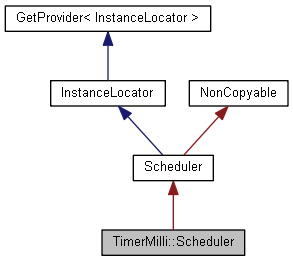 GetProvider< InstanceLocator >
InstanceLocator
NonCopyable
Scheduler
TimerMilli::Scheduler